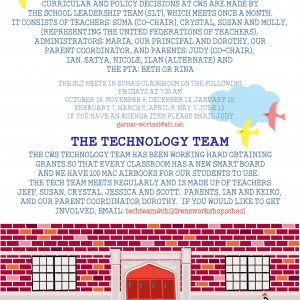 CURRICULAR AND POLICY DECISIONS AT CWS ARE MADE BY
THE SCHOOL LEADERSHIP TEAM (SLT), WHICH MEETS ONCE A MONTH.
IT CONSISTS OF TEACHERS: SUMA (CO-CHAIR), CRYSTAL, SUSAN AND MOLLY,
(REPRESENTING THE UNITED FEDERATIONS OF TEACHERS),
ADMINISTRATORS: MARIA, OUR PRINCIPAL AND DOROTHY, OUR
PARENT COORDINATOR, AND PARENTS: JUDY (CO-CHAIR),
IAN, SATYA, NICOLE, ILAN (ALTERNATE) AND
THE PTA: BETH OR RINA
THE SLT MEETS IN SUMA'S CLASSROOM ON THE FOLLOWING
FRIDAYS AT 7:30 AM
OCTOBER 18, NOVEMBER 8, DECEMBER 13, JANUARY 10,
FEBRUARY 7, MARCH 5, APRIL 3, MAY 7, JUNE 13.
IF YOU HAVE AN AGENDA ITEM PLEASE EMAIL JUDY
garnar-wortzel@att.net
THE TECHNOLOGY TEAM
THE CWS TECHNOLOGY TEAM HAS BEEN WORKING HARD OBTAINING
GRANTS SO THAT EVERY CLASSROOM HAS A NEW SMART BOARD
AND WE HAVE 100 MAC AIRBOOKS FOR OUR STUDENTS TO USE.
THE TECH TEAM MEETS REGULARLY AND IS MADE UP OF TEACHERS
JEFF, SUSAN, CRYSTAL, JESSICA AND SCOTT. PARENTS, IAN AND KEIKO,
AND OUR PARENT COORDINATOR DOROTHY. IF YOU WOULD LIKE TO GET
INVOLVED, EMAIL: techteam@childrensworkshopschool